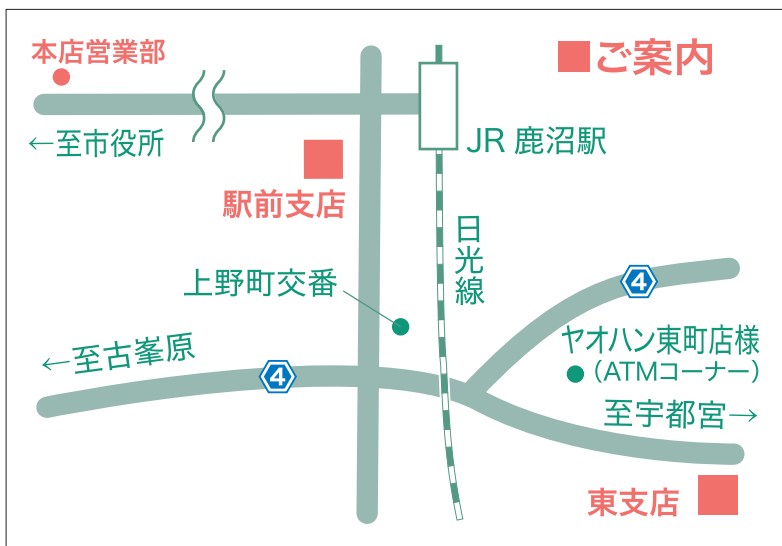 本店営業部
■ご案内
←至市役所
JR 鹿沼駅
駅前支店
日光線
上野町交番
4
ヤオハン東町店様
●(ATMコーナー)
←至古峯原
4
至宇都宮→
東支店